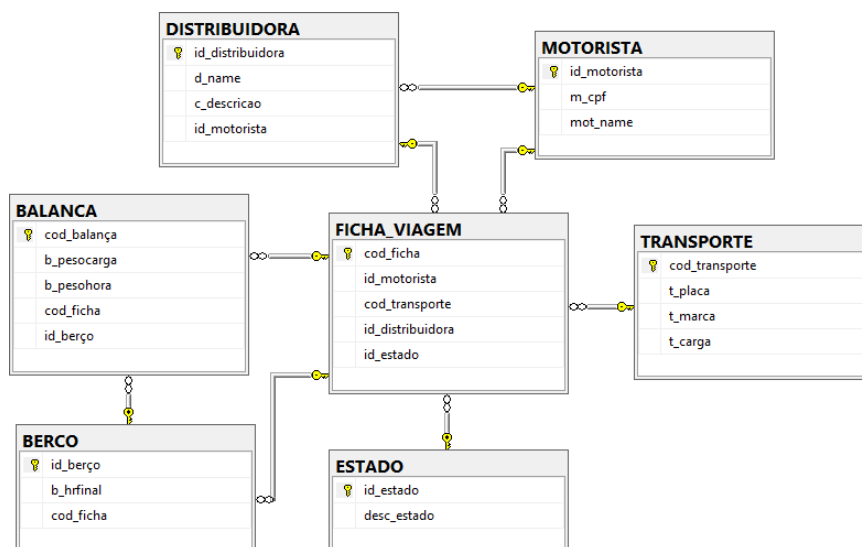 DISTRIBUIDORA
id_distribuidora
d_name
c_descricao
id_motorista
MOTORISTA
id_motorista
m_cpf
mot_name
BALANCA
cod_balança
b_pesocarga
b_pesohora
cod_ficha
id_berço
FICHA_VIAGEM
cod_ficha
id_motorista
cod_transporte
id_distribuidora
id_estado
TRANSPORTE
cod_transporte
t_placa
t_marca
t_carga
BERCO
id_berço
b_hrfinal
cod_ficha
ESTADO
id_estado
desc_estado